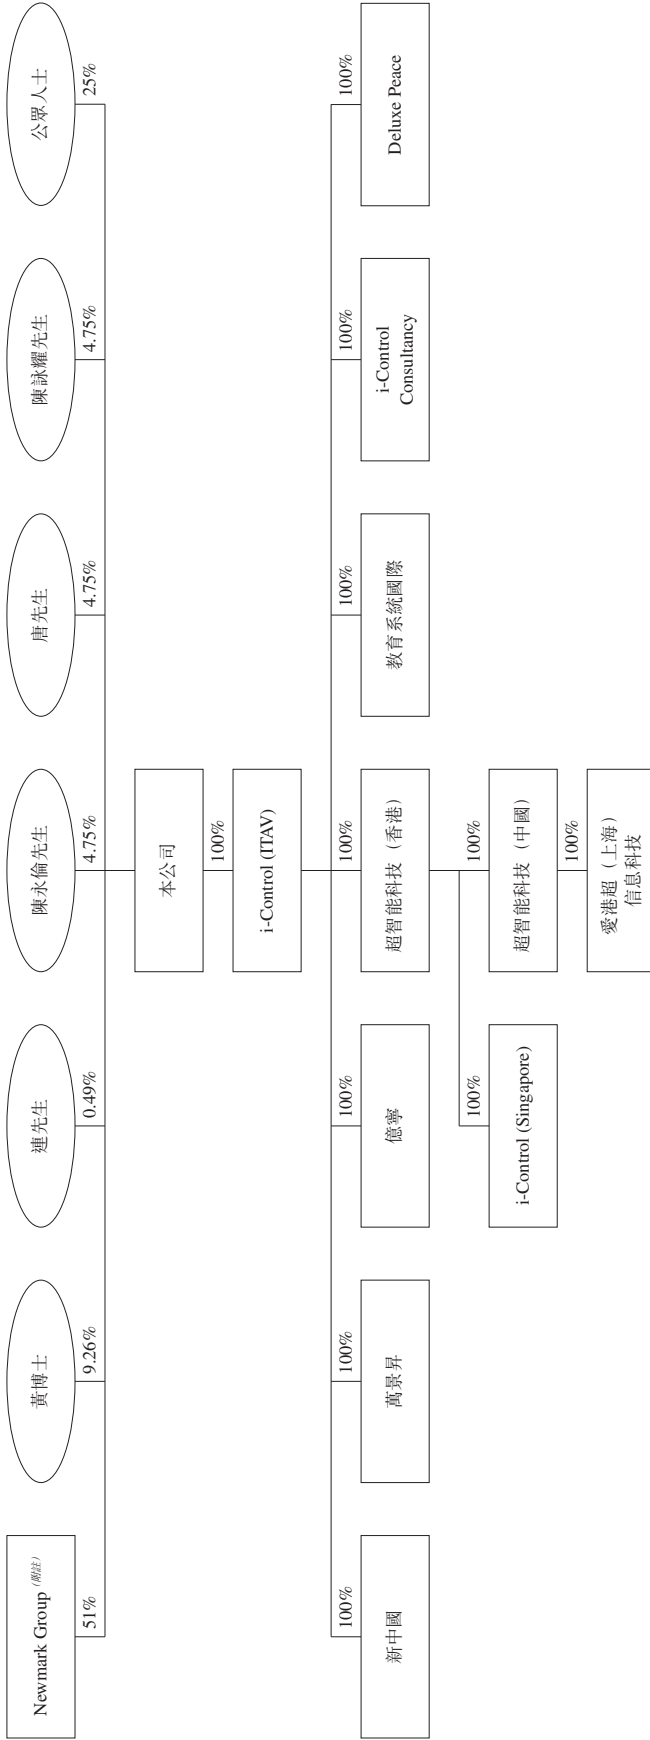 Newmark Group (附註)
黃博士
連先生
陳永倫先生
唐先生
陳詠耀先生
公眾人士
51%
9.26%
0.49%
4.75%
4.75%
4.75%
25%
本公司
100%
i-Control (ITAV)
100%
100%
100%
100%
100%
100%
100%
新中國
萬景昇
億寧
超智能科技（香港）
教育系統國際
i-Control
Consultancy
Deluxe Peace
100%
100%
i-Control (Singapore)
超智能科技（中國）
100%
愛港超（上海）
信息科技